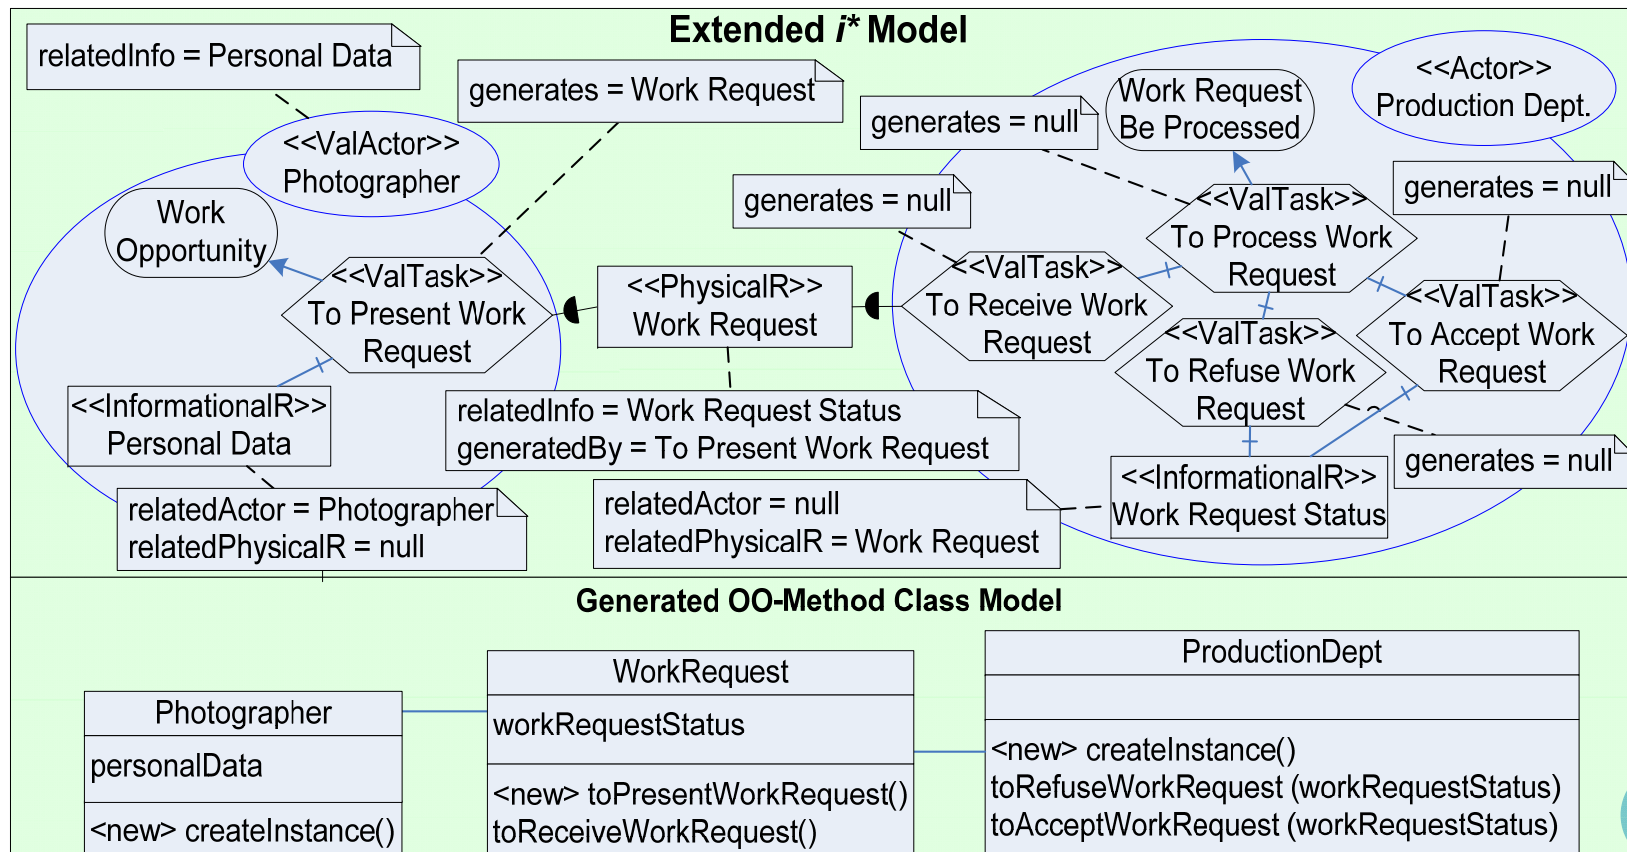 Extended i* Model
relatedInfo = Personal Data
generates = Work Request
<<ValActor>>
Photographer
Work
Opportunity
<<ValTask>>
To Present Work
Request
<<InformationalR>>
Personal Data
relatedActor = Photographer
relatedPhysicalR = null
<<PhysicalR>>
Work Request
relatedInfo = Work Request Status
generatedBy = To Present Work Request
relatedActor = null
relatedPhysicalR = Work Request
<<Actor>>
Production Dept.
Work Request
Be Processed
generates = null
generates = null
generates = null
<<ValTask>>
To Process Work
Request
<<ValTask>>
To Receive Work
Request
<<ValTask>>
To Refuse Work
Request
<<ValTask>>
To Accept Work
Request
generates = null
<<InformationalR>>
Work Request Status
Generated OO-Method Class Model
Photographer
personalData
<new> createInstance()
WorkRequest
workRequestStatus
<new> toPresentWorkRequest()
toReceiveWorkRequest()
ProductionDept
<new> createInstance()
toRefuseWorkRequest (workRequestStatus)
toAcceptWorkRequest (workRequestStatus)